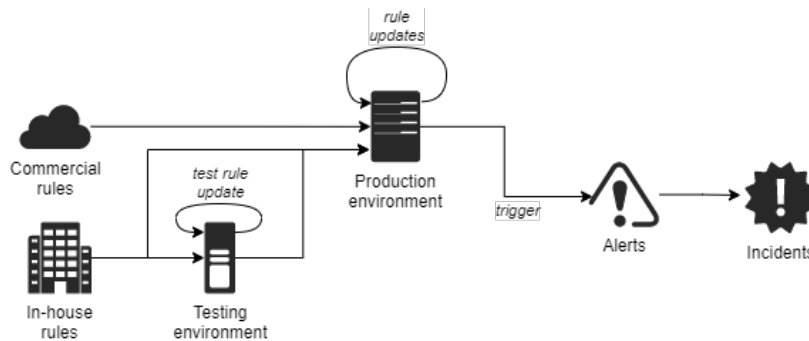 rule
updates
Commercial
rules
test rule
update
Production
environment
trigger
Alerts
Incidents
In-house
rules
Testing
environment